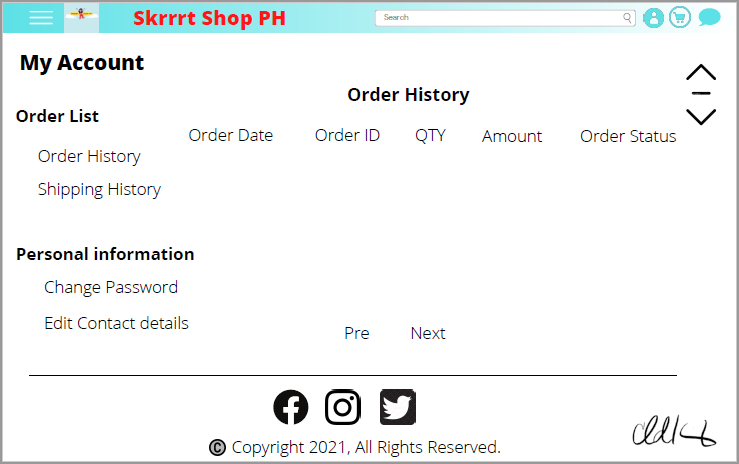 Skrrrt Shop PH
Search
My Account
Order History
Order List
Order Date Order ID QTY Amount Order Status
Order History
Shipping History
Personal information
Change Password
Edit Contact details
Pre Next
© Copyright 2021, All Rights Reserved.